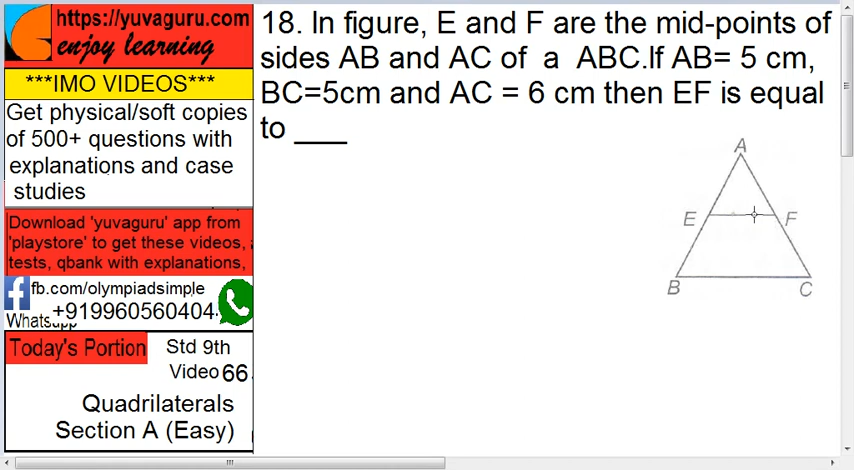 https://yuvaguru.com
enjoy learning
***IMO VIDEOS***
Get physical/soft copies
of 500+ questions with
explanations and case
studies
Download 'yuvaguru' app from
'playstore' to get these videos,
tests, qbank with explanations,
fb.com/olympiadsimple
+919960560404
Whatsapp
Today's Portion
Std 9th
Video 66
Quadrilaterals
Section A (Easy)
18. In figure, E and F are the mid-points of
sides AB and AC of a ABC.If AB= 5 cm,
BC=5cm and AC = 6 cm then EF is equal
to ___
A
E F
B C